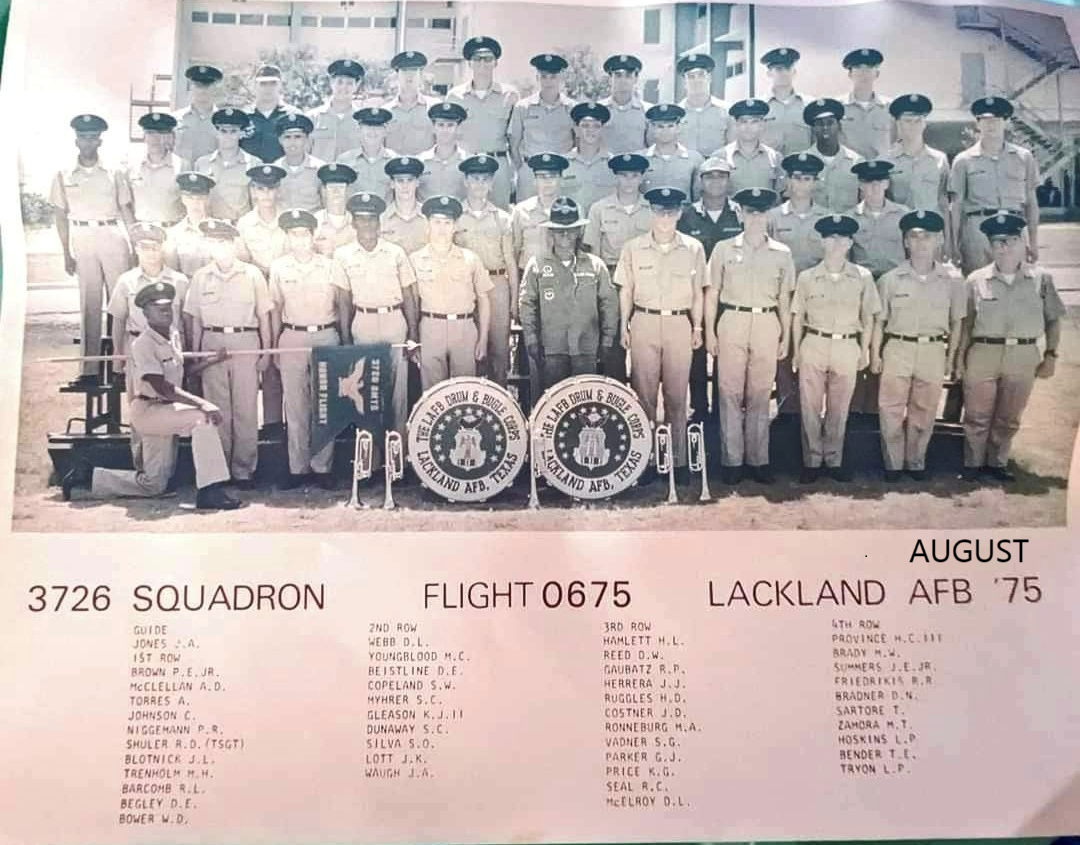 3726 BMTS
HONOR FLIGHT
THE LAFB DRUM & BUGLE CORPS
LACKLAND AFB, TEXAS
THE LAFB DRUM & BUGLE CORPS
LACKLAND AFB, TEXAS
AUGUST
3726 SQUADRON FLIGHT 0675 LACKLAND AFB '75
GUIDE
JONES J.A.
1ST ROW
BROWN P.E.JR.
McCLELLAN A.D.
TORRES A.
JOHNSON C.
NIGGEMANN P.R.
SHULER R.D.(TSGT)
BLOTNICK J.L.
TRENHOLM M.H.
BARCOMB R.L.
BEGLEY D.E.
BOWER W.D.
2ND ROW
WEBB D.L.
YOUNGBLOOD M.C.
BEISTLINE D.E.
COPELAND S.W.
MYHRER S.C.
GLEASON K.J.II
DUNAWAY S.C.
SILVA S.O.
LOTT J.K.
WAUGH J.A.
3RD ROW
HAMLETT H.L.
REED D.W.
GAUBATZ R.P.
HERRERA J.J.
RUGGLES H.D.
COSTNER J.D.
RONNEBURG M.A.
VADNER S.G.
PARKER G.J.
PRICE K.G.
SEAL R.C.
McELROY D.L.
4TH ROW
PROVINCE H.C.III
BRADY M.W.
SUMMERS J.E.JR.
FRIEDRIKIS R.R.
BRADNER D.N.
SARTORE T.
ZAMORA M.T.
HOSKINS L.P.
BENDER T.E.
TRYON L.P.